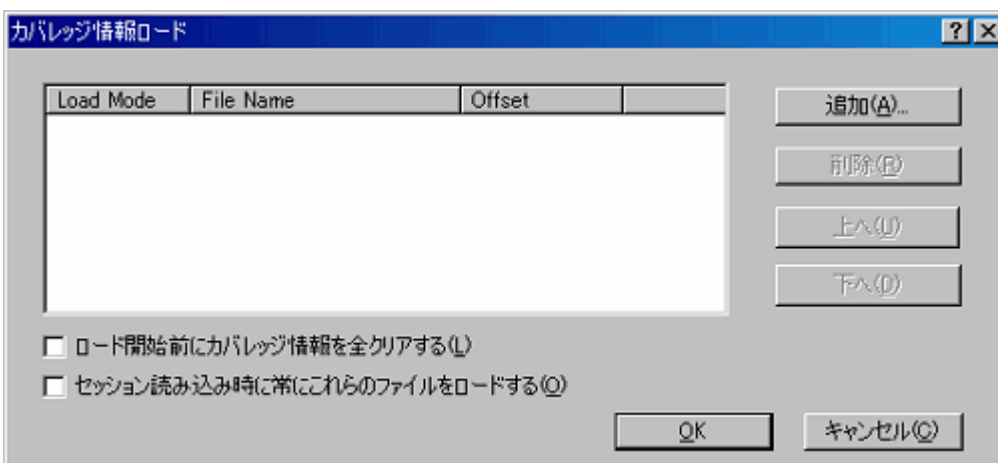 カバレッジ情報ロード
Load Mode File Name Offset
追加(A)...
削除(R)
上へ(U)
下へ(D)
ロード開始前にカバレッジ情報を全クリアする(L)
セッション読み込み時に常にこれらのファイルをロードする(O)
OK キャンセル(C)